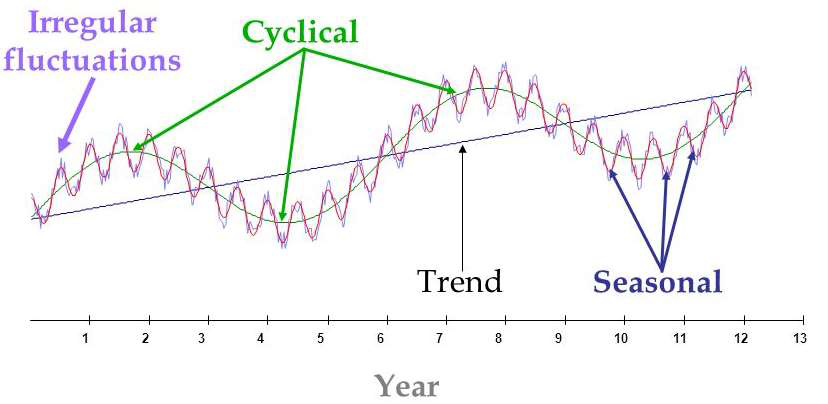 Irregular
fluctuations
Cyclical
Trend
Seasonal
1 2 3 4 5 6 7 8 9 10 11 12 13
Year